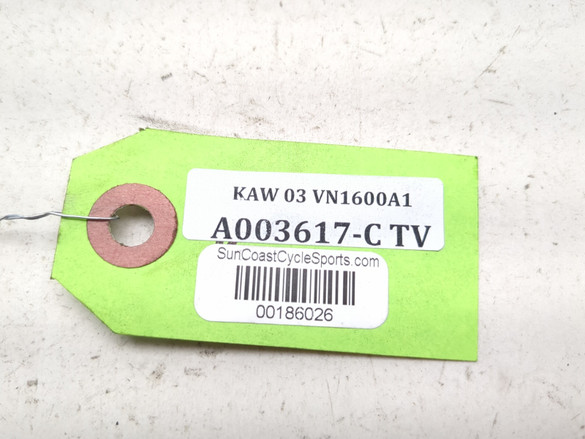 KAW 03 VN1600A1
A003617-C TV
SunCoastCycleSports.com
00186026